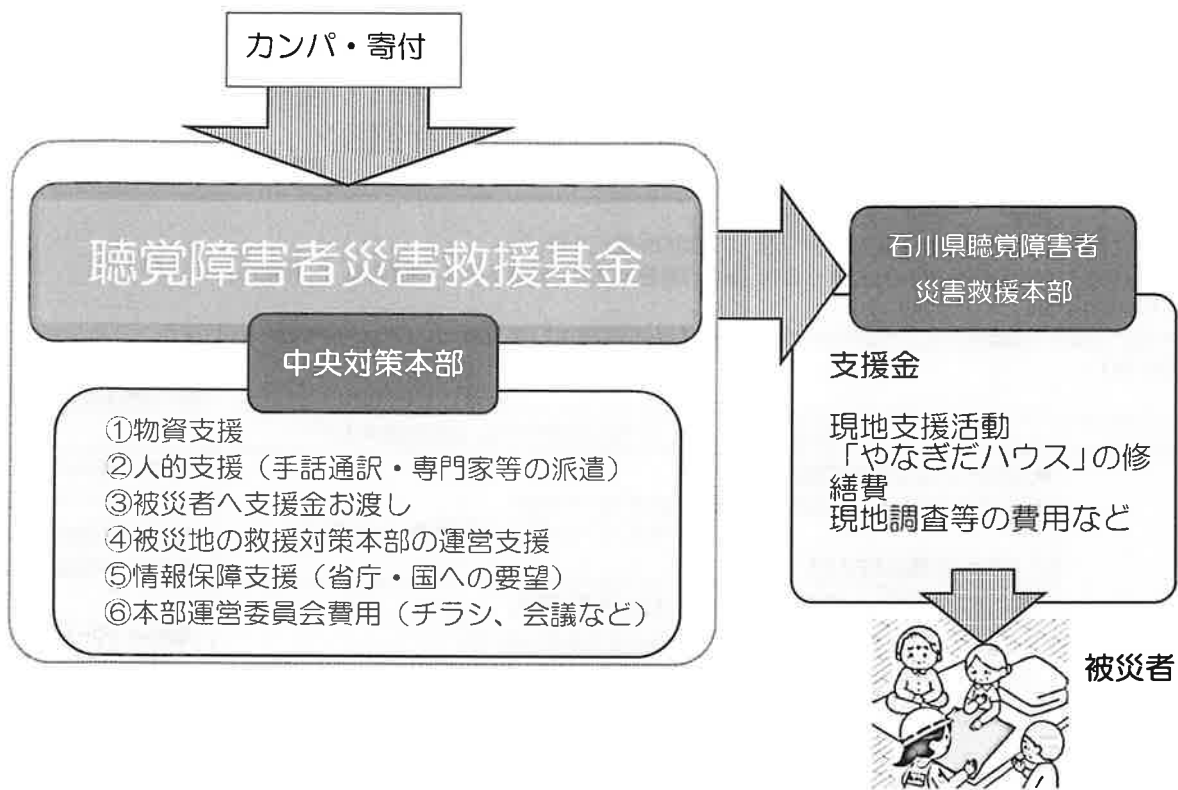 カンパ・寄付
聴覚障害者災害救援基金
中央対策本部
①物資支援
②人的支援（手話通訳・専門家等の派遣）
③被災者へ支援金お渡し
④被災地の救援対策本部の運営支援
⑤情報保障支援（省庁・国への要望）
⑥本部運営委員会費用（チラシ、会議など）
石川県聴覚障害者
災害救援本部
支援金
現地支援活動
「やなぎだハウス」の修
繕費
現地調査等の費用など
被災者